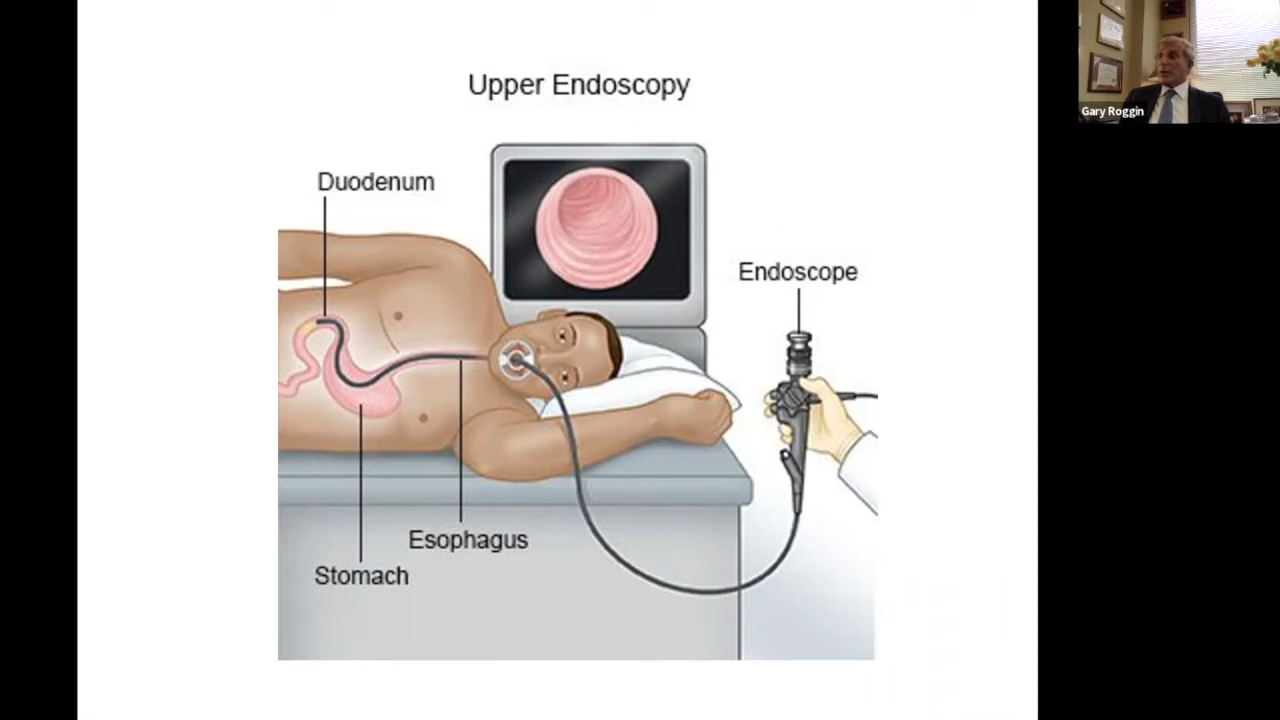 Upper Endoscopy
Duodenum
Endoscope
Esophagus
Stomach
Gary Roggin